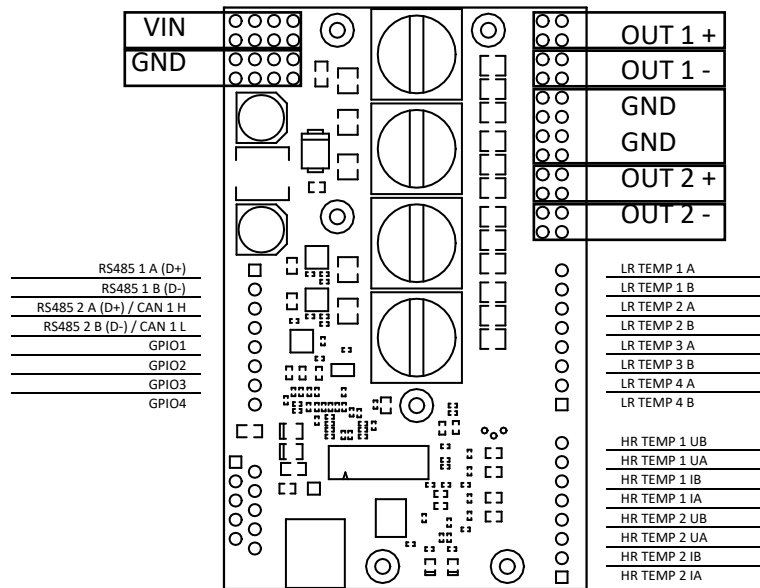 VIN
GND
OUT 1 +
OUT 1 -
GND
GND
OUT 2 +
OUT 2 -
RS485 1 A (D+)
RS485 1 B (D-)
RS485 2 A (D+) / CAN 1 H
RS485 2 B (D-) / CAN 1 L
GPIO1
GPIO2
GPIO3
GPIO4
LR TEMP 1 A
LR TEMP 1 B
LR TEMP 2 A
LR TEMP 2 B
LR TEMP 3 A
LR TEMP 3 B
LR TEMP 4 A
LR TEMP 4 B
HR TEMP 1 UB
HR TEMP 1 UA
HR TEMP 1 IB
HR TEMP 1 IA
HR TEMP 2 UB
HR TEMP 2 UA
HR TEMP 2 IB
HR TEMP 2 IA